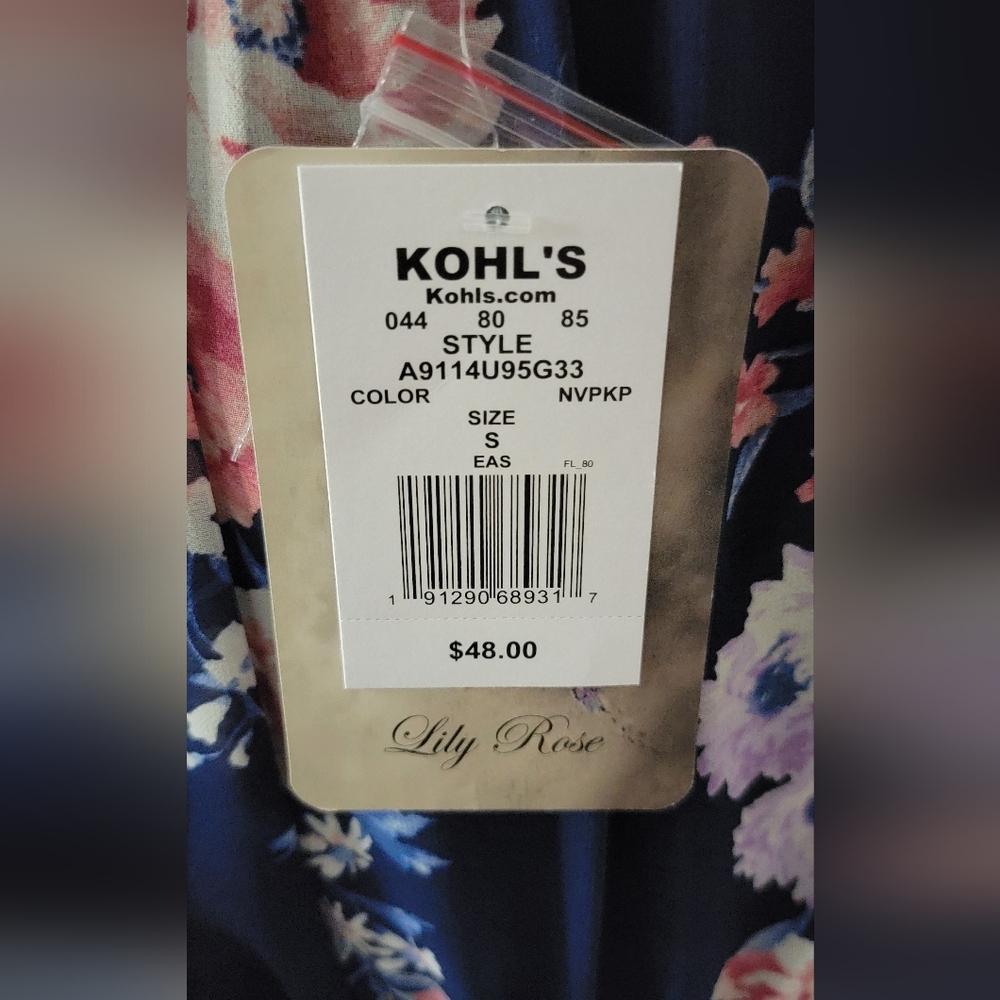 KOHL'S
Kohls.com
044 80 85
STYLE
A9114U95G33
COLOR NVPKP
SIZE
S
EAS FL_80
1 91290 68931 7
$48.00
Lily Rose